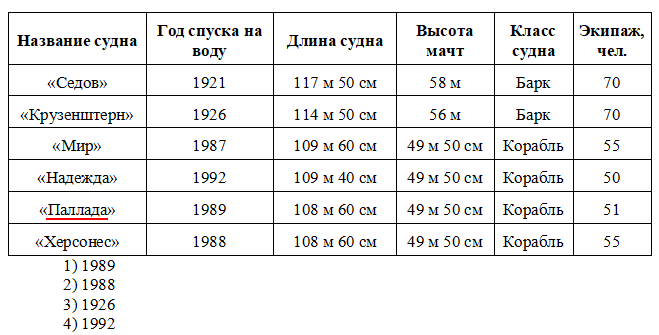 Название судна Год спуска на воду Длина судна Высота мачт Класс судна Экипаж, чел.
«Седов» 1921 117 м 50 см 58 м Барк 70
«Крузенштерн» 1926 114 м 50 см 56 м Барк 70
«Мир» 1987 109 м 60 см 49 м 50 см Корабль 55
«Надежда» 1992 109 м 40 см 49 м 50 см Корабль 50
«Паллада» 1989 108 м 60 см 49 м 50 см Корабль 51
«Херсонес» 1988 108 м 60 см 49 м 50 см Корабль 55
1) 1989
2) 1988
3) 1926
4) 1992